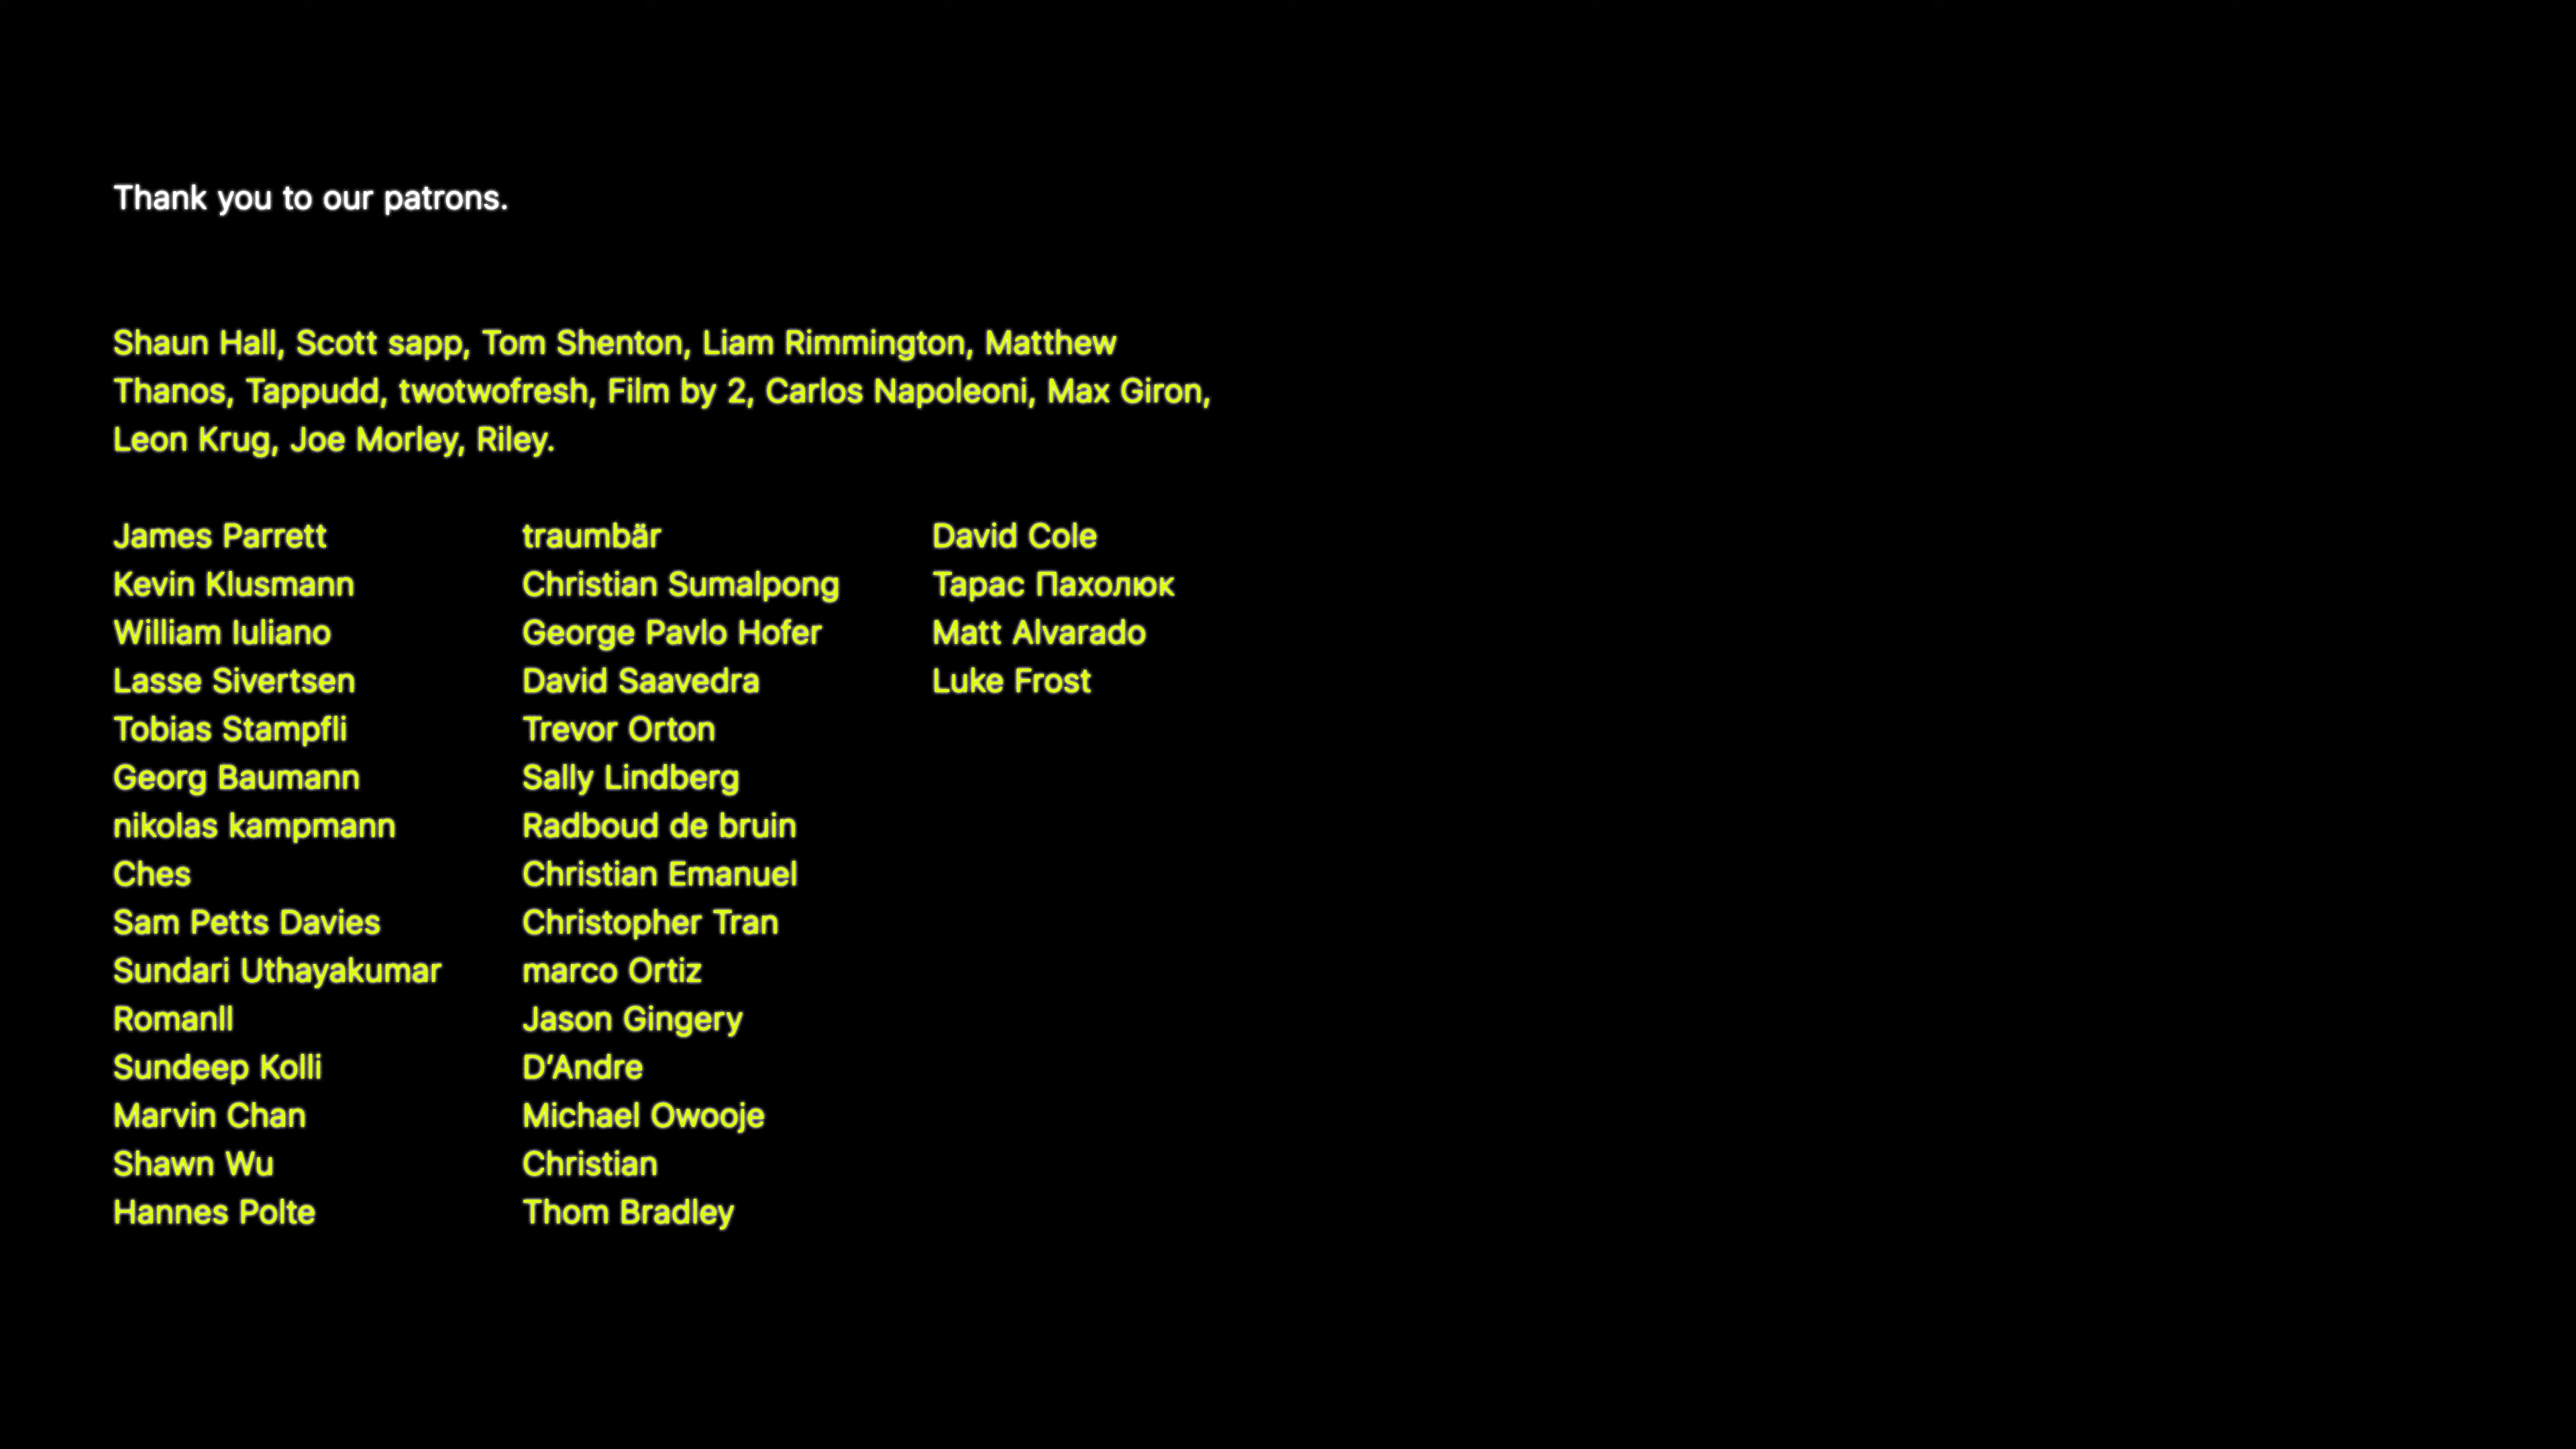 Thank you to our patrons.
Shaun Hall, Scott sapp, Tom Shenton, Liam Rimmington, Matthew
Thanos, Tappudd, twotwofresh, Film by 2, Carlos Napoleoni, Max Giron,
Leon Krug, Joe Morley, Riley.
James Parrett
Kevin Klusmann
William Iuliano
Lasse Sivertsen
Tobias Stampfli
Georg Baumann
nikolas kampmann
Ches
Sam Petts Davies
Sundari Uthayakumar
Romanll
Sundeep Kolli
Marvin Chan
Shawn Wu
Hannes Polte
traumbär
Christian Sumalpong
George Pavlo Hofer
David Saavedra
Trevor Orton
Sally Lindberg
Radboud de bruin
Christian Emanuel
Christopher Tran
marco Ortiz
Jason Gingery
D’Andre
Michael Owooje
Christian
Thom Bradley
David Cole
Тарас Пахолюк
Matt Alvarado
Luke Frost